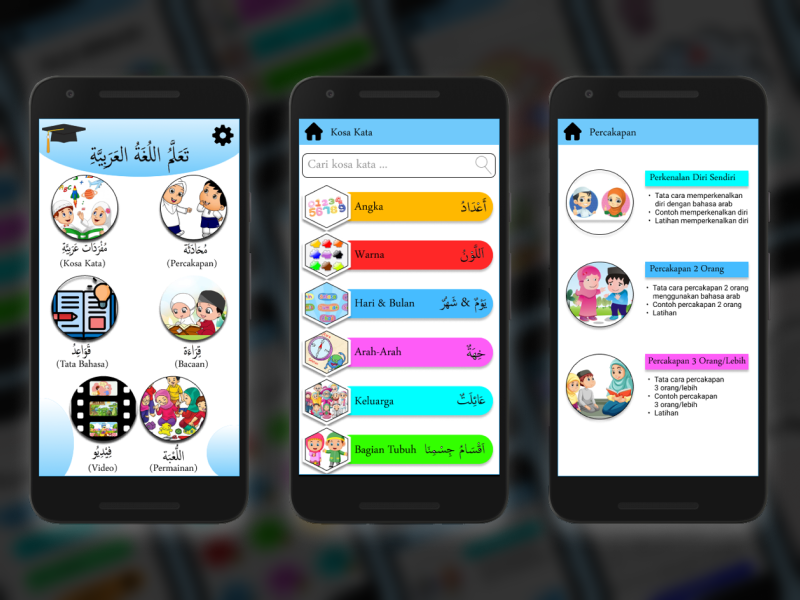 تَعَلَّمُ اللُغَةُ العَرَبِيَّةِ
مُفْرَدَات عَرَبِيَّة
(Kosa Kata)
مُحَادَثَة
(Percakapan)
قَوَاعِدُ
(Tata Bahasa)
قِرَاءَة
(Bacaan)
فِيْدِيُو
(Video)
اللُّعْبَة
(Permainan)
Kosa Kata
Cari kosa kata ...
Angka أَعْدَادُ
Warna اَللَّوَنُ
Hari & Bulan يَوْمٌ & شَهْرٌ
Arah-Arah جِهَةٌ
Keluarga عَائِلَتٌ
Bagian Tubuh اَقْسَامُ جِسْمِنَا
Percakapan
Perkenalan Diri Sendiri
• Tata cara memperkenalkan
diri dengan bahasa arab
• Contoh memperkenalkan diri
• Latihan memperkenalkan diri
Percakapan 2 Orang
• Tata cara percakapan 2 orang
menggunakan bahasa arab
• Contoh percakapan 2 orang
• Latihan
Percakapan 3 Orang/Lebih
• Tata cara percakapan
3 orang/lebih
• Contoh percakapan
3 orang/lebih
• Latihan